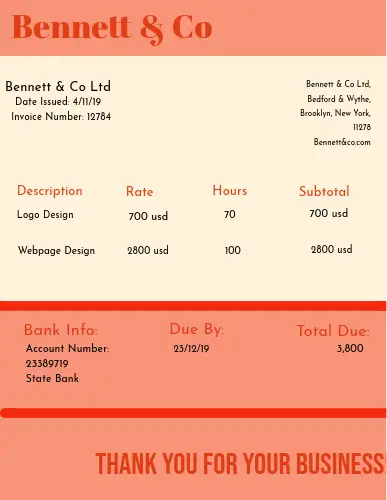 Bennett & Co
Bennett & Co Ltd
Date Issued: 4/11/19
Invoice Number: 12784
Bennett & Co Ltd,
Bedford & Wythe,
Brooklyn, New York,
11278
Bennett&co.com
Description Rate Hours Subtotal
Logo Design 700 usd 70 700 usd
Webpage Design 2800 usd 100 2800 usd
Bank Info: Due By: Total Due:
Account Number: 23/12/19 3,800
23389719
State Bank
THANK YOU FOR YOUR BUSINESS